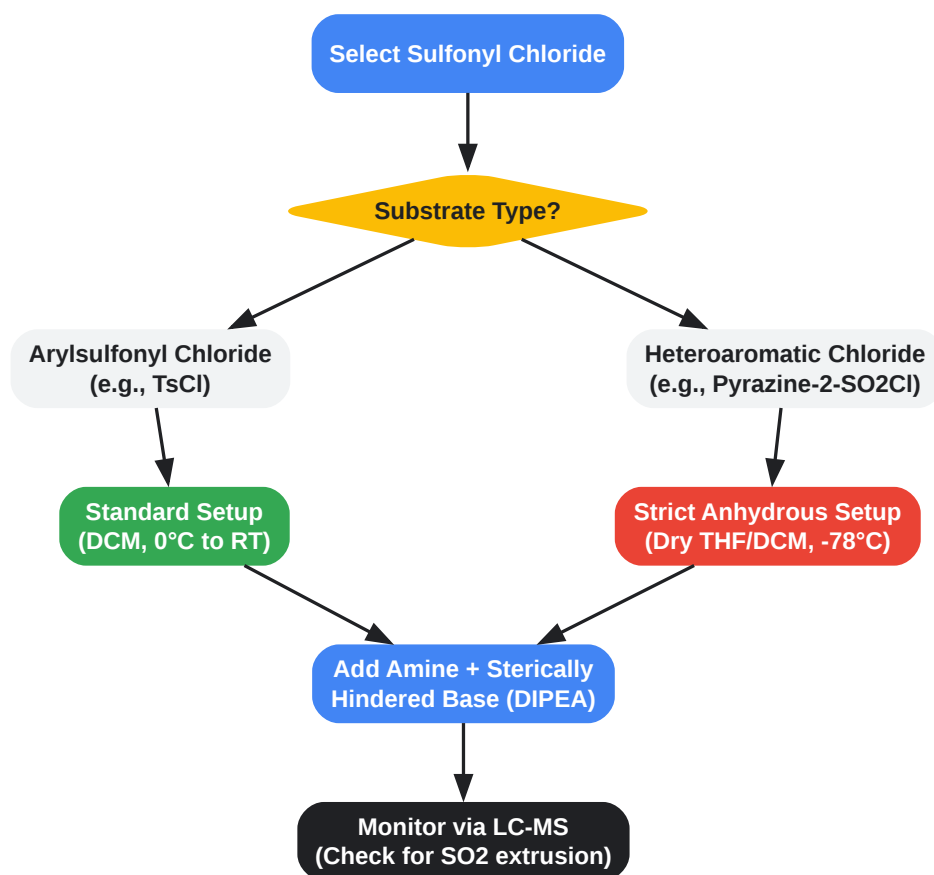 Select Sulfonyl Chloride
Substrate Type?
Arylsulfonyl Chloride
(e.g., TsCl)
Heteroaromatic Chloride
(e.g., Pyrazine-2-SO2Cl)
Standard Setup
(DCM, 0°C to RT)
Strict Anhydrous Setup
(Dry THF/DCM, -78°C)
Add Amine + Sterically
Hindered Base (DIPEA)
Monitor via LC-MS
(Check for SO2 extrusion)